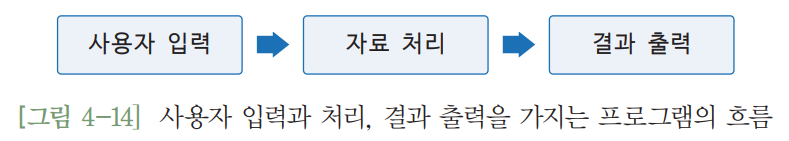 사용자 입력 자료 처리 결과 출력
[그림 4-14] 사용자 입력과 처리, 결과 출력을 가지는 프로그램의 흐름